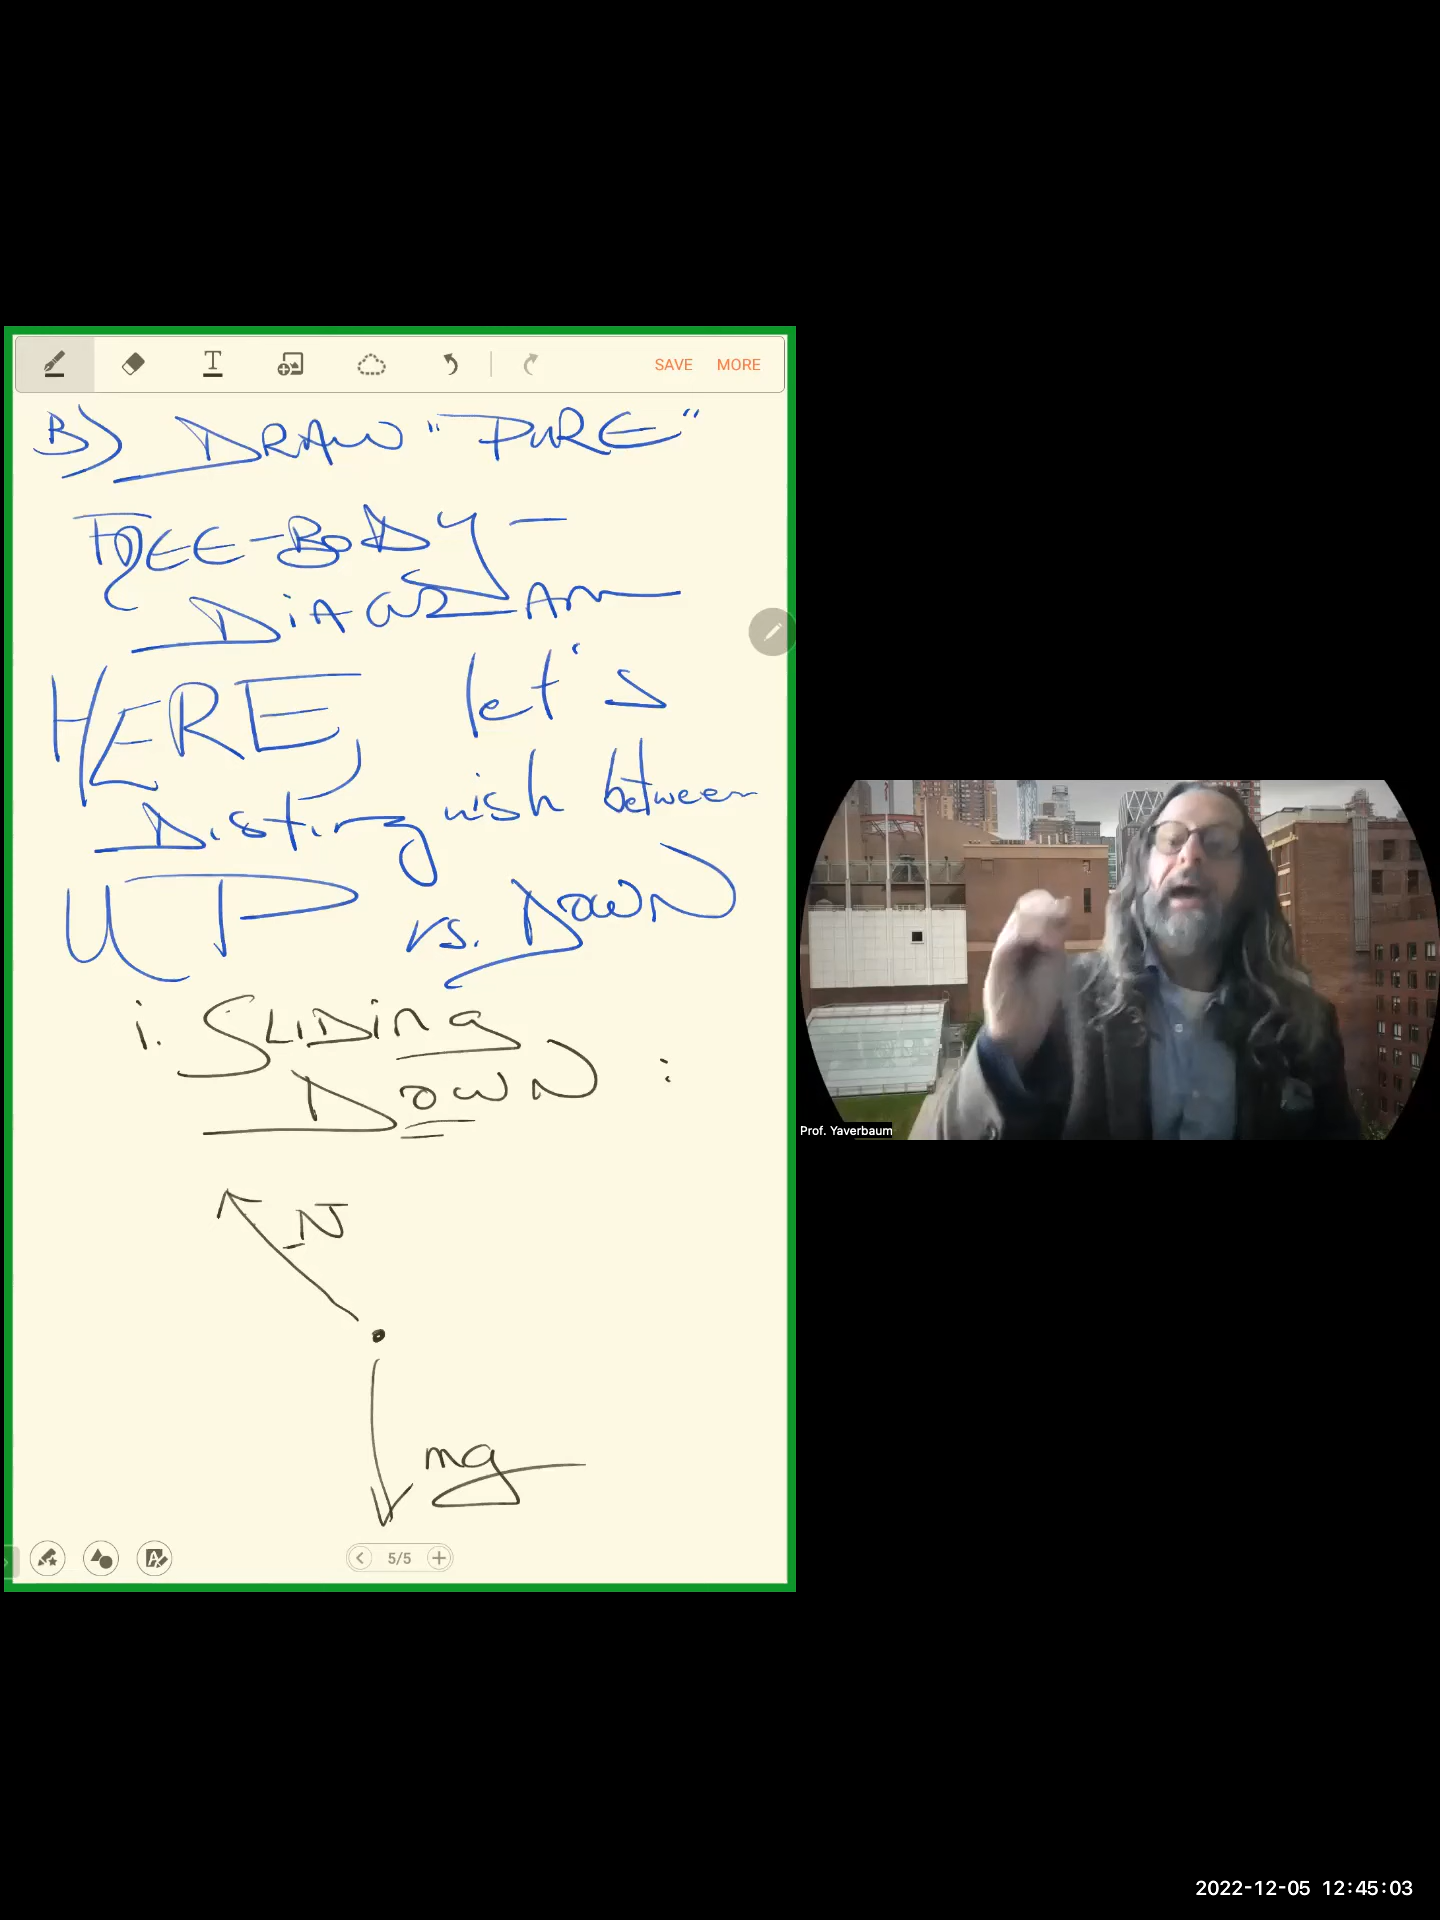 T
SAVE
MORE
B) DRAW "PURE"
FREE-BODY-
DIAGRAM
HERE, let's
Distinguish between
UP vs. DOWN
i. SLIDING
DOWN :
N
mg
5/5
Prof. Yaverbaum
2022-12-05 12:45:03